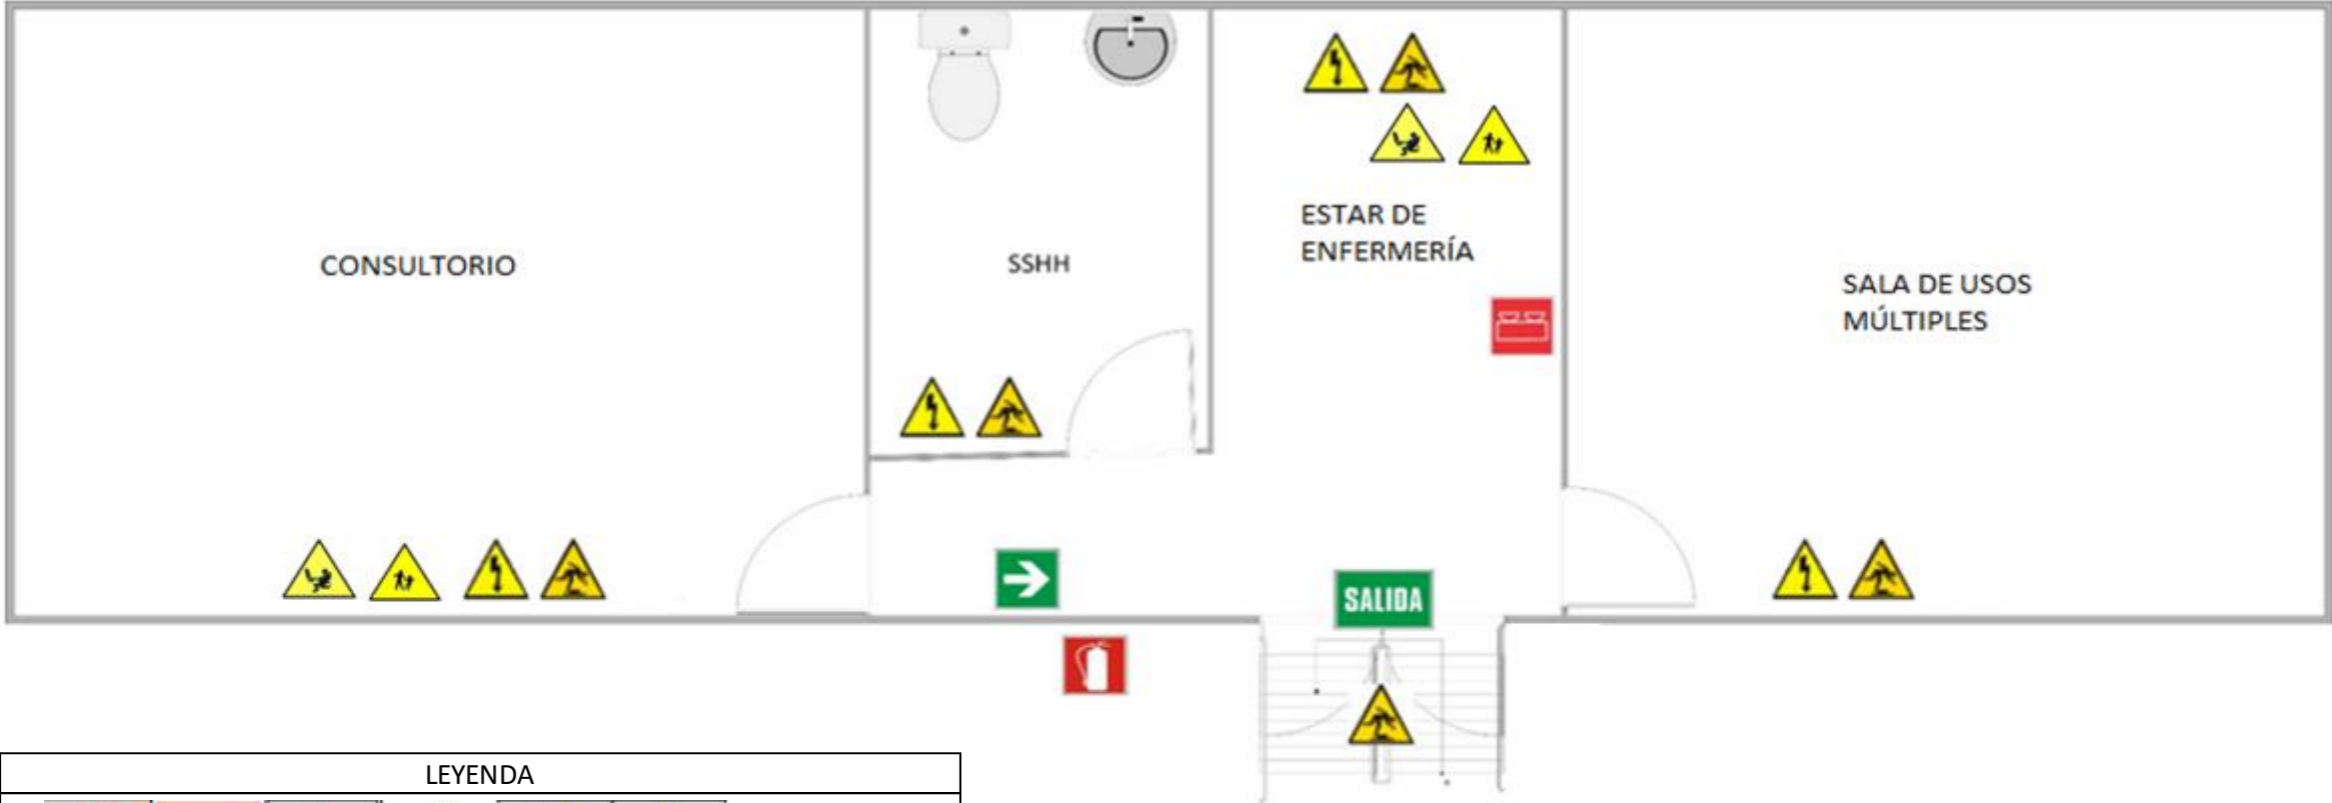 CONSULTORIO
SSHH
ESTAR DE
ENFERMERÍA
SALA DE USOS
MÚLTIPLES
SALIDA
LEYENDA